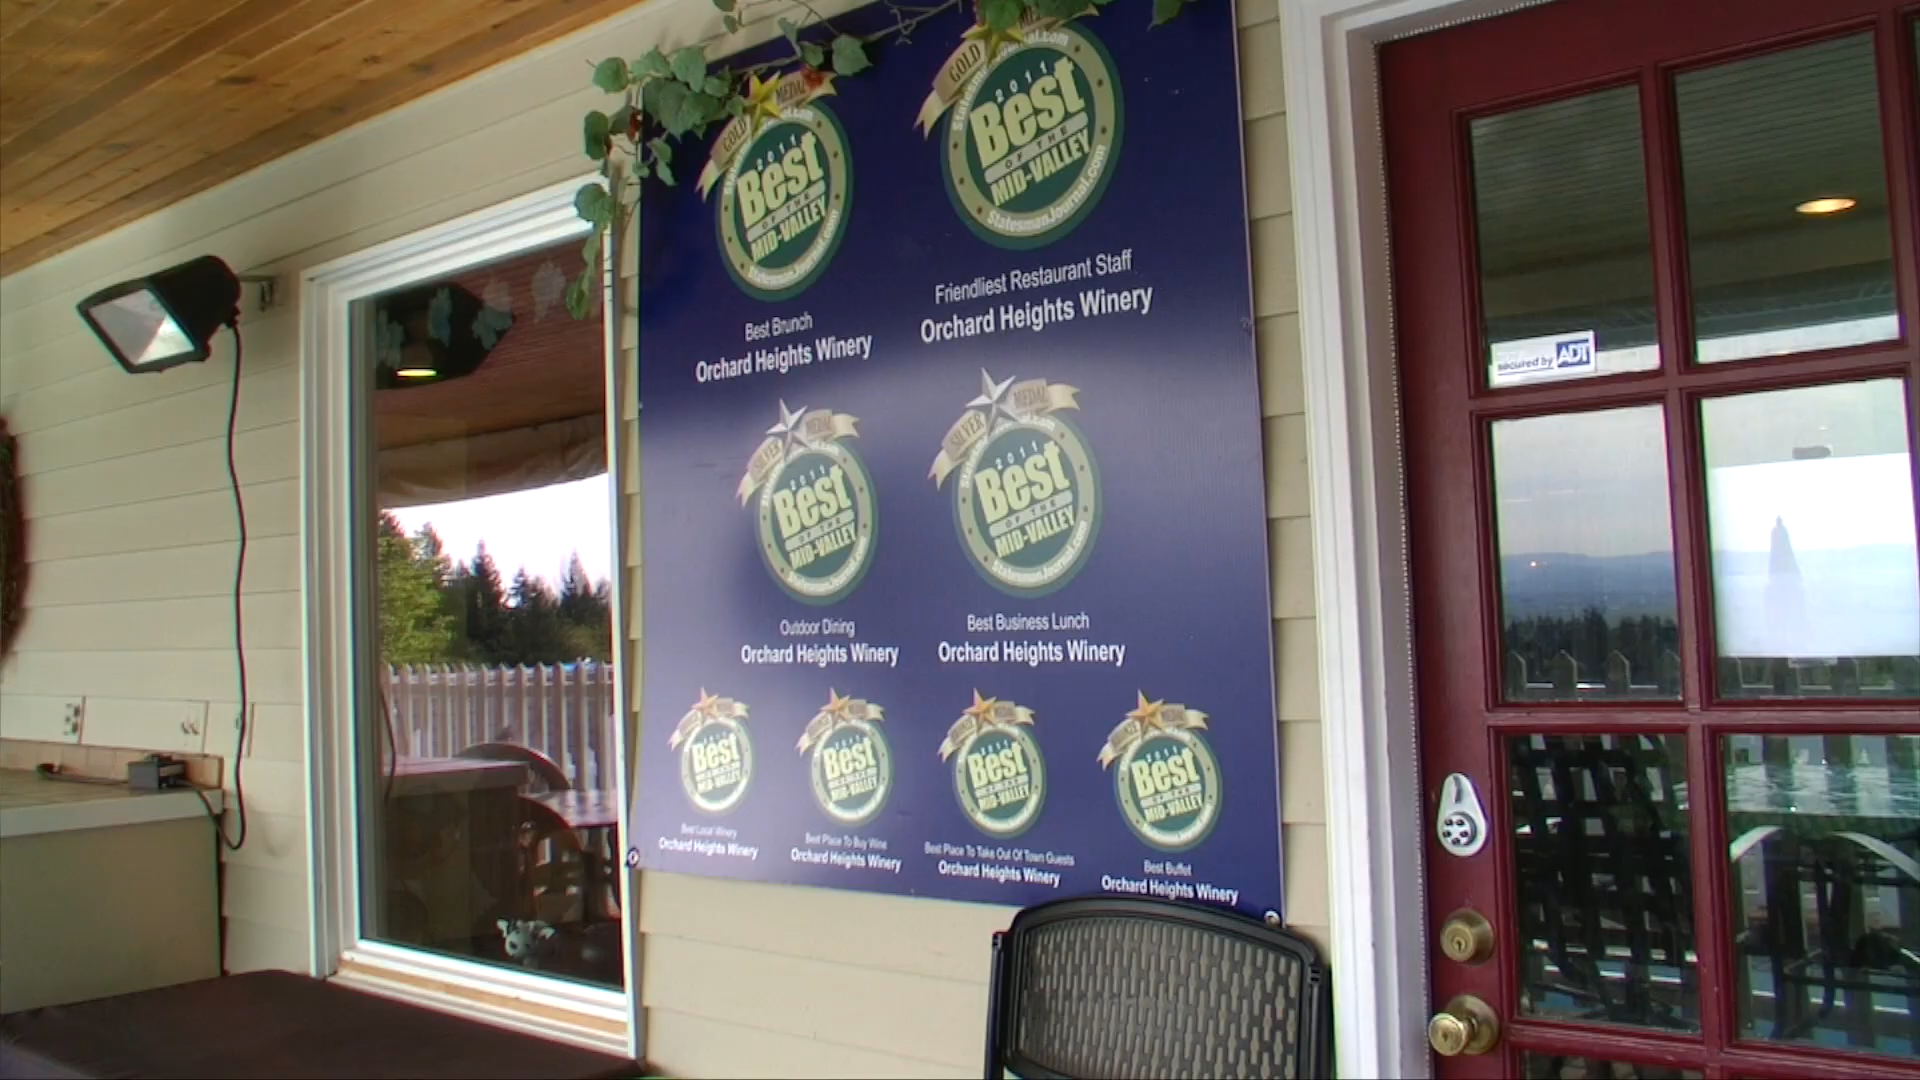 GOLD MEDAL
2011
Best
OF THE
MID-VALLEY
StatesmanJournal.com
Best Brunch
Orchard Heights Winery
GOLD
2011
Best
OF THE
MID-VALLEY
StatesmanJournal.com
Friendliest Restaurant Staff
Orchard Heights Winery
SILVER MEDAL
2011
Best
OF THE
MID-VALLEY
StatesmanJournal.com
Outdoor Dining
Orchard Heights Winery
SILVER MEDAL
2011
Best
OF THE
MID-VALLEY
StatesmanJournal.com
Best Business Lunch
Orchard Heights Winery
Best
MID-VALLEY
Best Local Winery
Orchard Heights Winery
Best
MID-VALLEY
Best Place To Buy Wine
Orchard Heights Winery
2011
Best
MID-VALLEY
Best Place To Take Out Of Town Guests
Orchard Heights Winery
2011
Best
OF THE
MID-VALLEY
Best Buffet
Orchard Heights Winery
secured by ADT